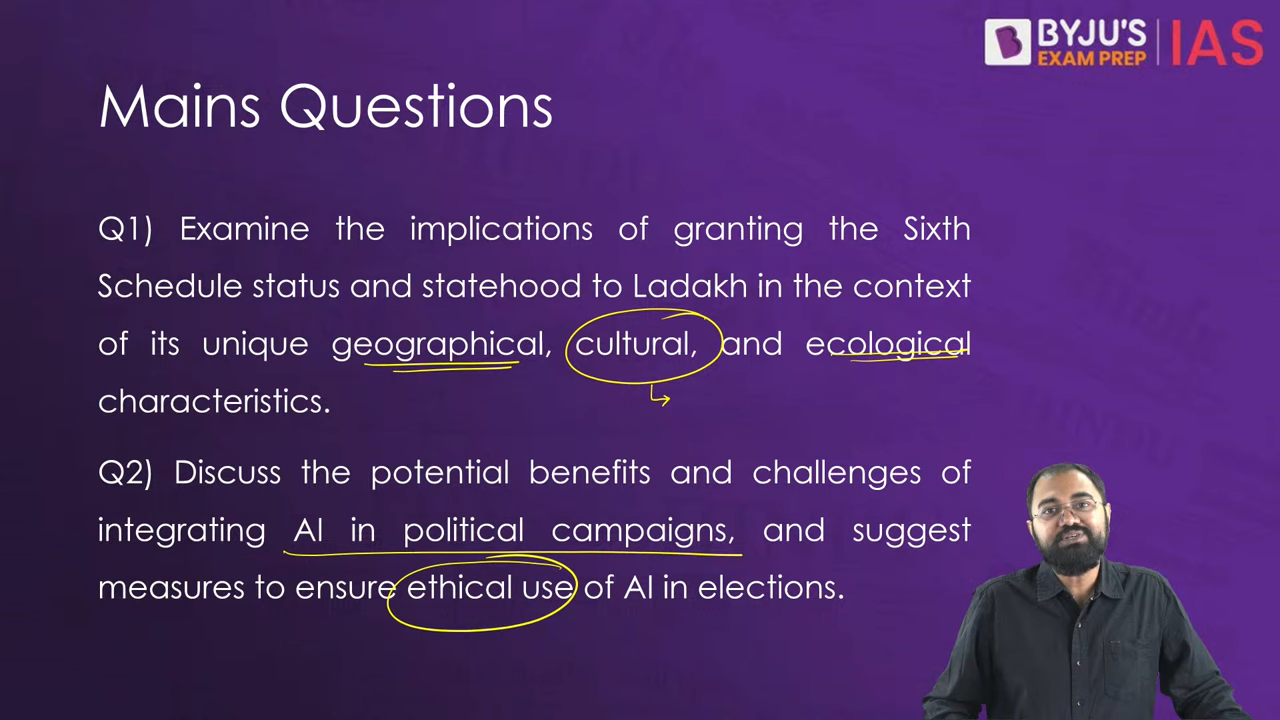 BYJU'S
EXAM PREP
IAS
Mains Questions
Q1) Examine the implications of granting the Sixth
Schedule status and statehood to Ladakh in the context
of its unique geographical, cultural, and ecological
characteristics.
Q2) Discuss the potential benefits and challenges of
integrating AI in political campaigns, and suggest
measures to ensure ethical use of AI in elections.